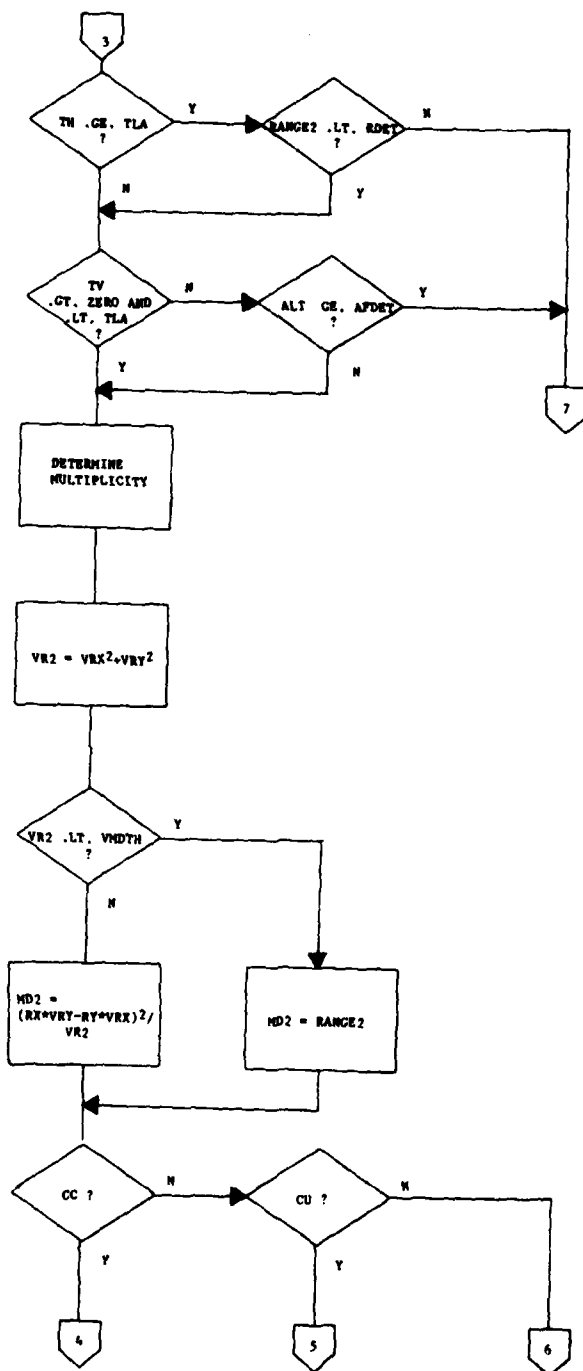 3
TH .GE. TLA
?
Y
RANGE2 .LT. RDET
?
N
N
Y
TV
.GT. ZERO AND
.LT. TLA
?
N
ALT GE. AFDET
?
Y
Y
N
7
DETERMINE
MULTIPLICITY
VR2 = VRX²+VRY²
VR2 .LT. VMDTH
?
Y
N
MD2 =
(RX*VRY-RY*VRX)²/
VR2
MD2 = RANGE2
CC ?
N
CU ?
N
Y
Y
4
5
6